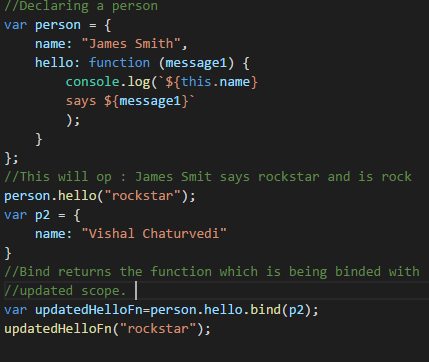 //Declaring a person
var person = {
    name: "James Smith",
    hello: function (message1) {
        console.log(`${this.name}
        says ${message1}`
        );
    }
};
//This will op : James Smit says rockstar and is rock
person.hello("rockstar");
var p2 = {
    name: "Vishal Chaturvedi"
}
//Bind returns the function which is being binded with
//updated scope.
var updatedHelloFn=person.hello.bind(p2);
updatedHelloFn("rockstar");